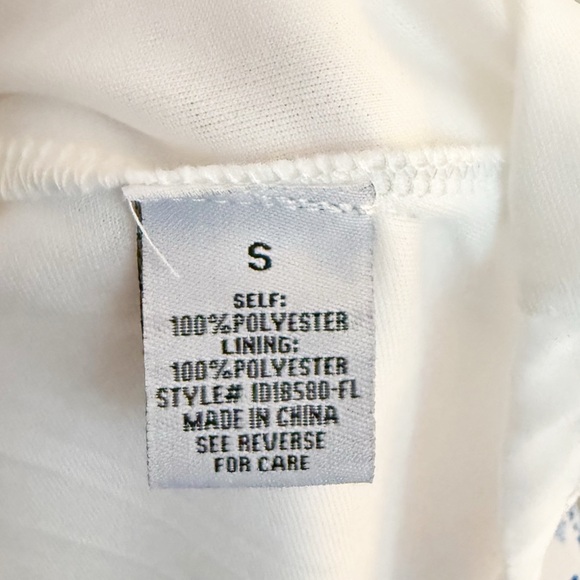 S
SELF:
100%POLYESTER
LINING:
100%POLYESTER
STYLE# ID18580-FL
MADE IN CHINA
SEE REVERSE
FOR CARE